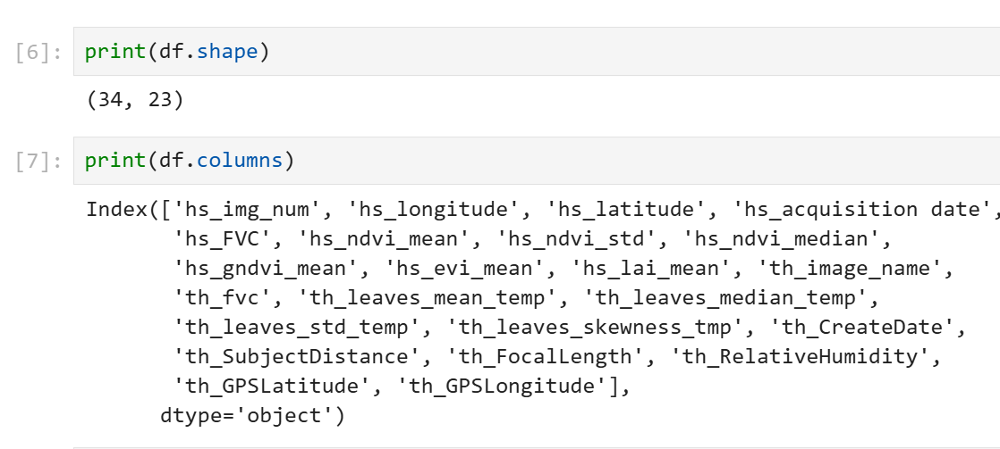 [6]: print(df.shape)
(34, 23)
[7]: print(df.columns)
Index(['hs_img_num', 'hs_longitude', 'hs_latitude', 'hs_acquisition date',
'hs_FVC', 'hs_ndvi_mean', 'hs_ndvi_std', 'hs_ndvi_median',
'hs_gndvi_mean', 'hs_evi_mean', 'hs_lai_mean', 'th_image_name',
'th_fvc', 'th_leaves_mean_temp', 'th_leaves_median_temp',
'th_leaves_std_temp', 'th_leaves_skewness_tmp', 'th_CreateDate',
'th_SubjectDistance', 'th_FocalLength', 'th_RelativeHumidity',
'th_GPSLatitude', 'th_GPSLongitude'],
dtype='object')